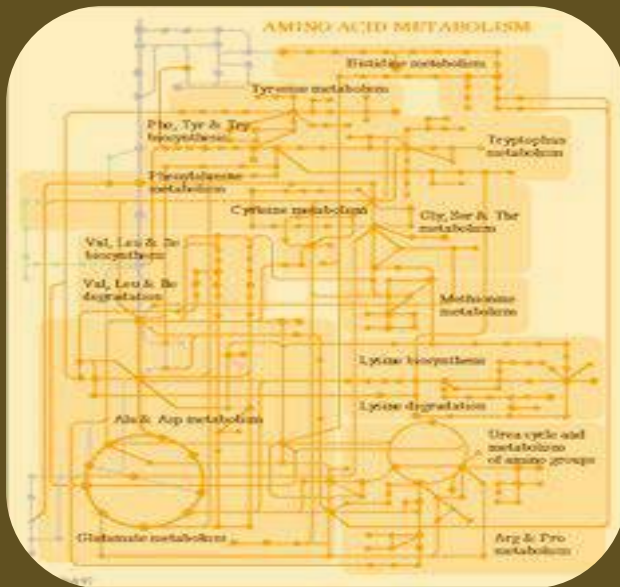 AMINO ACID METABOLISM
Histidine metabolism
Tyrosine metabolism
Phe, Tyr & Trp
biosynthesis
Tryptophan
metabolism
Phenylalanine
metabolism
Cysteine metabolism
Gly, Ser & Thr
metabolism
Val, Leu & Ile
biosynthesis
Val, Leu & Ile
degradation
Methionine
metabolism
Lysine biosynthesis
Lysine degradation
Ala & Asp metabolism
Urea cycle and
metabolism
of amino groups
Glutamate metabolism
Arg & Pro
metabolism